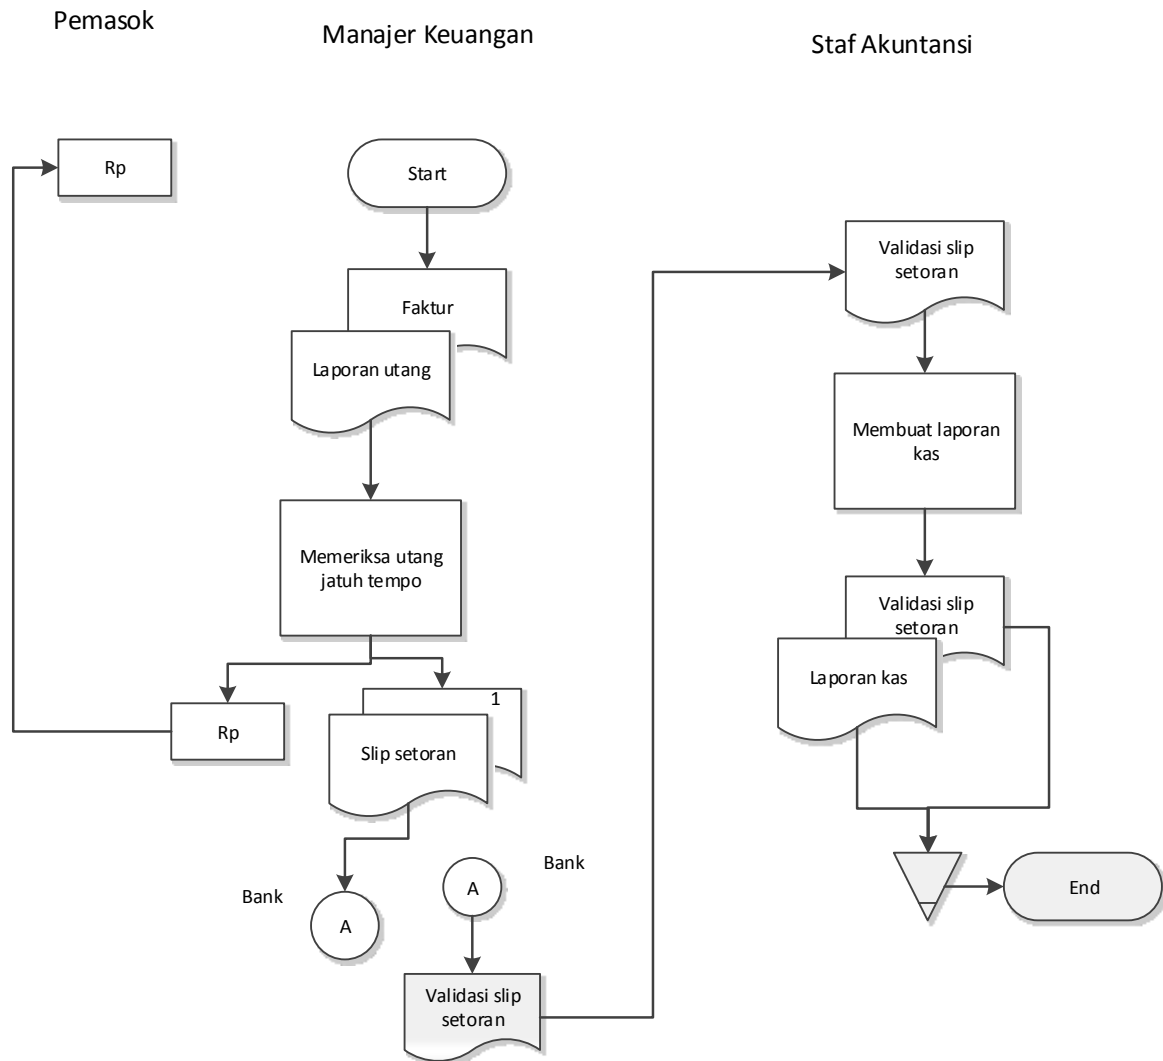 Pemasok
Manajer Keuangan
Staf Akuntansi
Rp
Start
Faktur
Laporan utang
Memeriksa utang
jatuh tempo
Rp
1
Slip setoran
Bank
A
Bank
A
Validasi slip
setoran
Validasi slip
setoran
Membuat laporan
kas
Validasi slip
setoran
Laporan kas
End